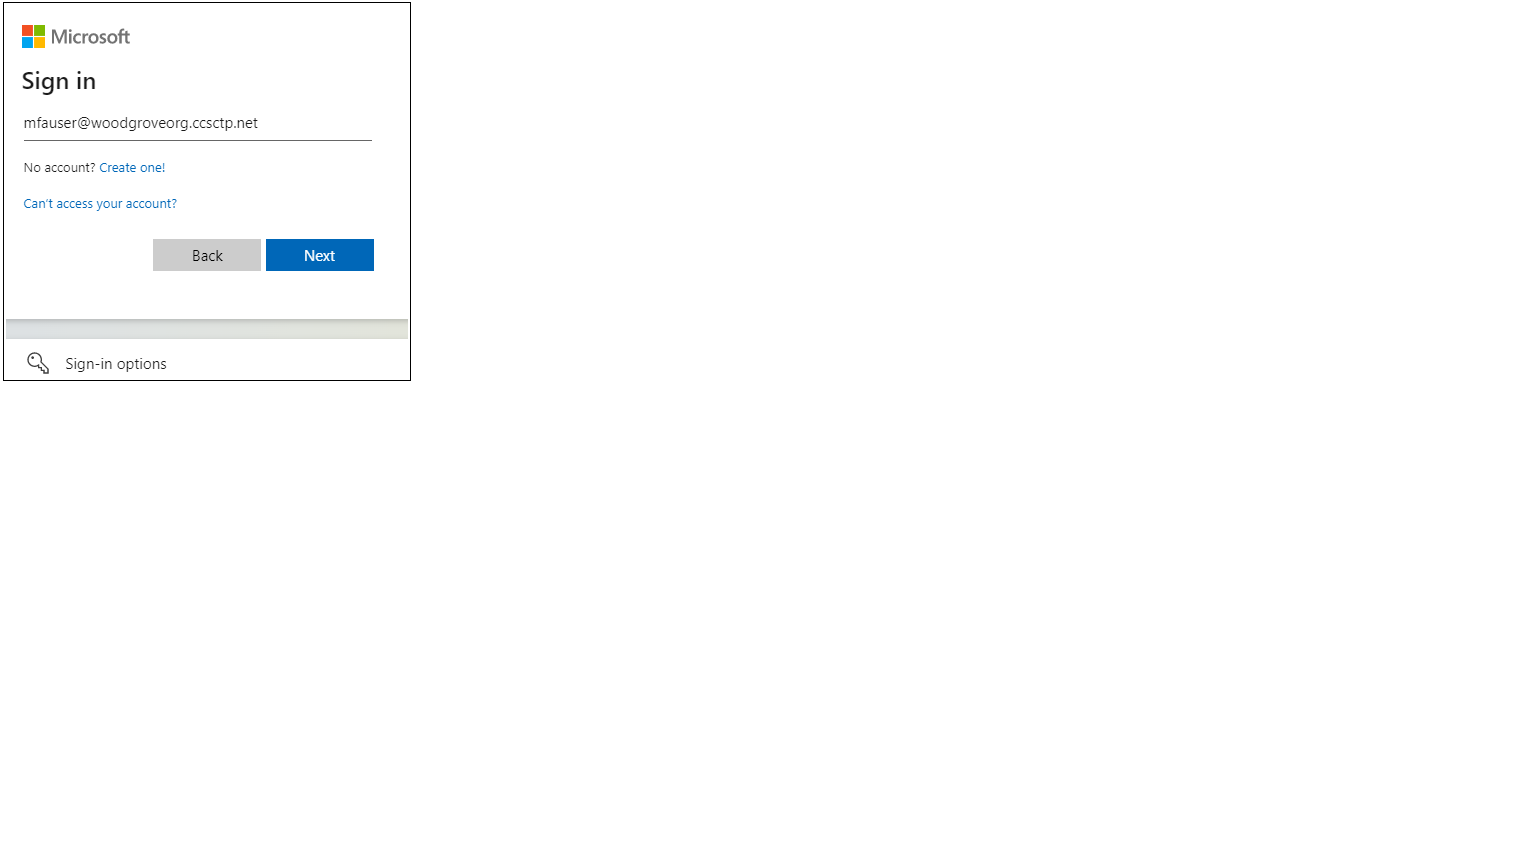 Microsoft
Sign in
mfauser@woodgroveorg.ccsctp.net
No account? Create one!
Can't access your account?
Back
Next
Sign-in options